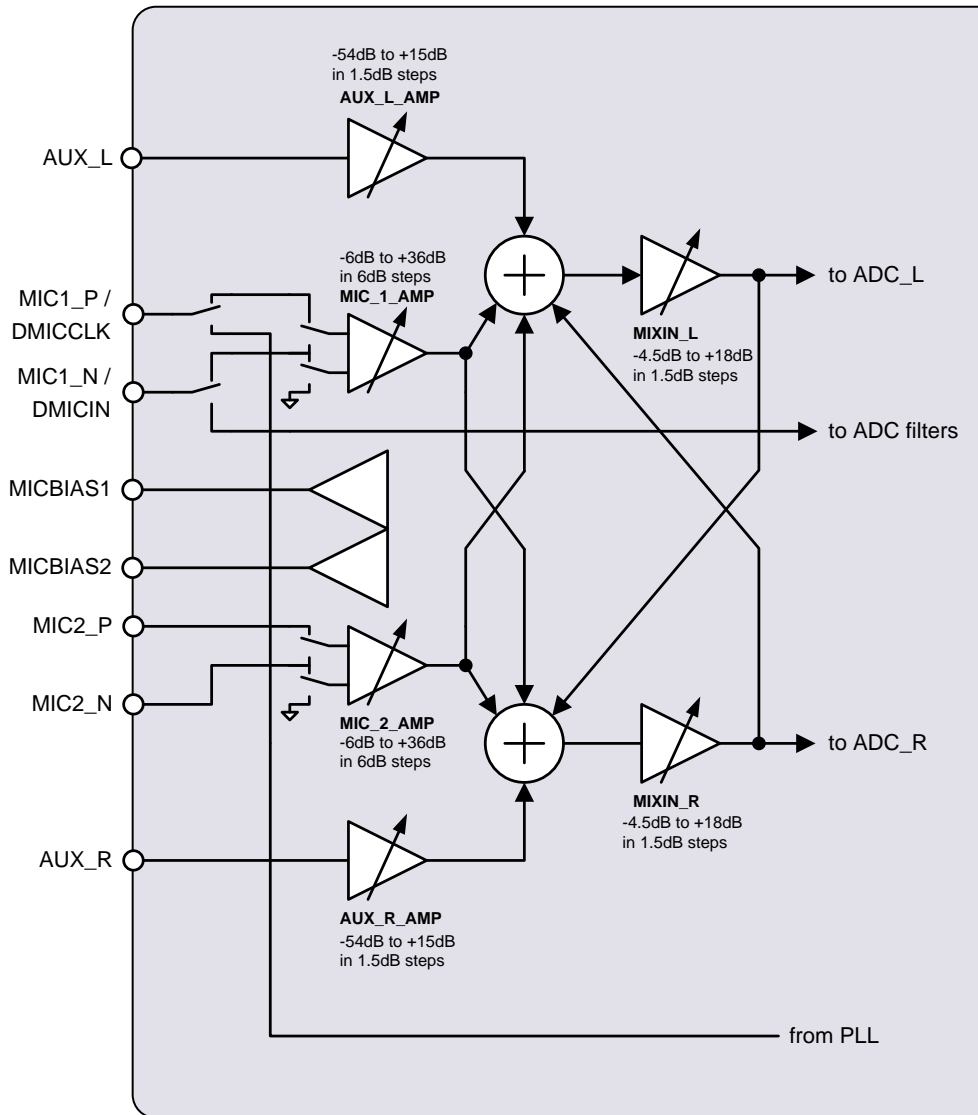 -54dB to +15dB
in 1.5dB steps
AUX_L_AMP
AUX_L
-6dB to +36dB
in 6dB steps
MIC_1_AMP
MIC1_P /
DMICCLK
MIC1_N /
DMICIN
to ADC_L
MIXIN_L
-4.5dB to +18dB
in 1.5dB steps
to ADC filters
MICBIAS1
MICBIAS2
MIC2_P
MIC2_N
MIC_2_AMP
-6dB to +36dB
in 6dB steps
to ADC_R
MIXIN_R
-4.5dB to +18dB
in 1.5dB steps
AUX_R
AUX_R_AMP
-54dB to +15dB
in 1.5dB steps
from PLL